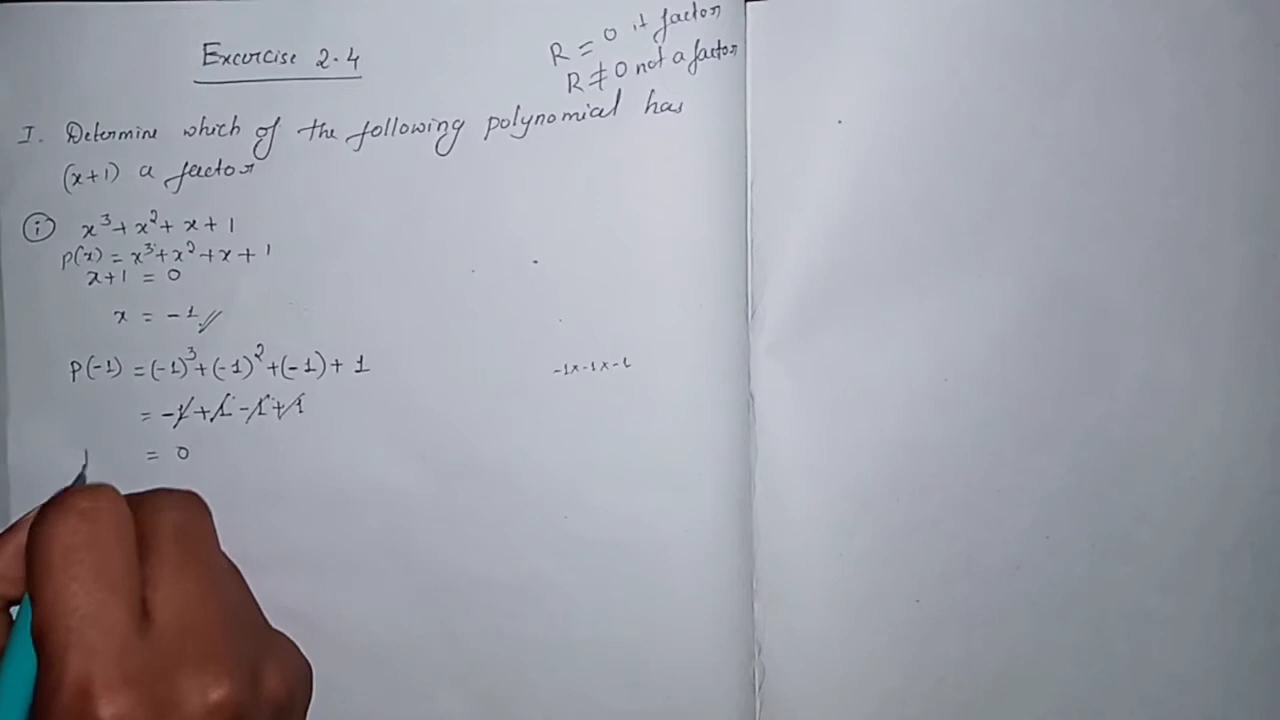 Excercise 2.4
R = 0 it factor
R ≠ 0 not a factor
I. Determine which of the following polynomial has
(x+1) a factor
(i) x³ + x² + x + 1
P(x) = x³ + x² + x + 1
x+1 = 0
x = -1 //
P(-1) = (-1)³ + (-1)² + (-1) + 1
-1 x -1 x -1
= -1 + 1 - 1 + 1
= 0